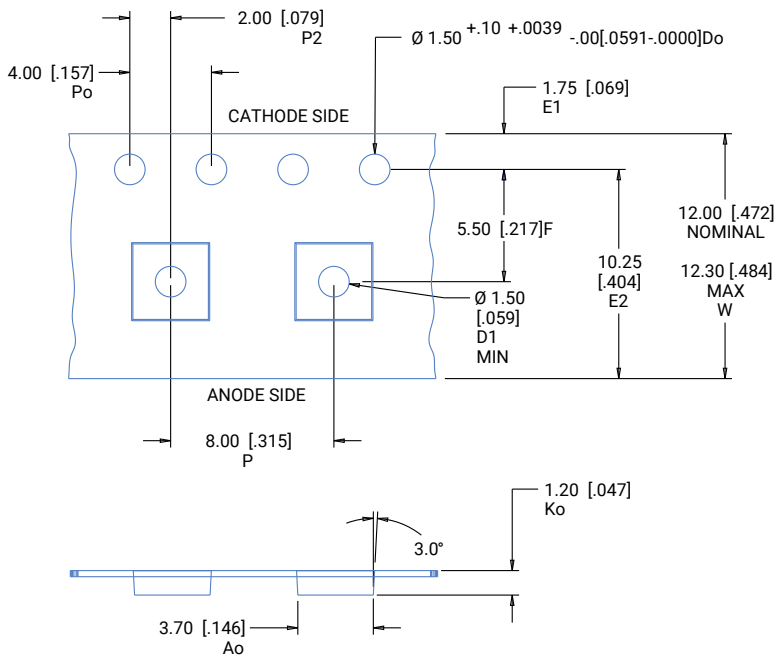 2.00 [.079]
P2
Ø 1.50 +.10 +.0039 -.00[.0591-.0000]Do
4.00 [.157]
Po
1.75 [.069]
E1
CATHODE SIDE
5.50 [.217]F
12.00 [.472]
NOMINAL
12.30 [.484]
MAX
W
10.25
[.404]
E2
Ø 1.50
[.059]
D1
MIN
ANODE SIDE
8.00 [.315]
P
1.20 [.047]
Ko
3.0°
3.70 [.146]
Ao